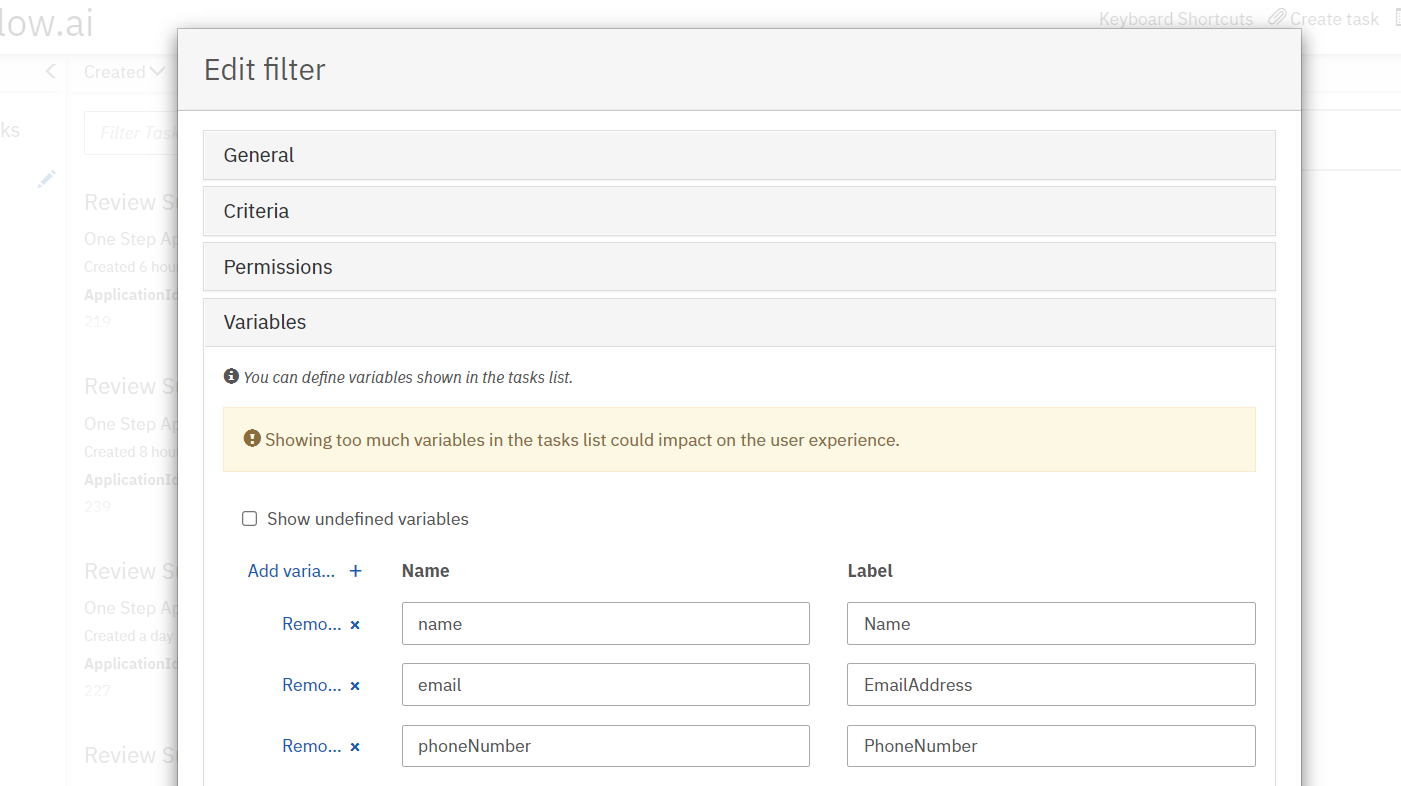 low.ai
Keyboard Shortcuts Create task
Created
ks
Filter Task
Review S
One Step Ap
Created 6 hou
ApplicationId
219
Review S
One Step Ap
Created 8 hou
ApplicationId
239
Review S
One Step Ap
Created a day
ApplicationId
227
Review S
Edit filter
General
Criteria
Permissions
Variables
You can define variables shown in the tasks list.
Showing too much variables in the tasks list could impact on the user experience.
Show undefined variables
Add varia... + Name Label
Remo... × name Name
Remo... × email EmailAddress
Remo... × phoneNumber PhoneNumber